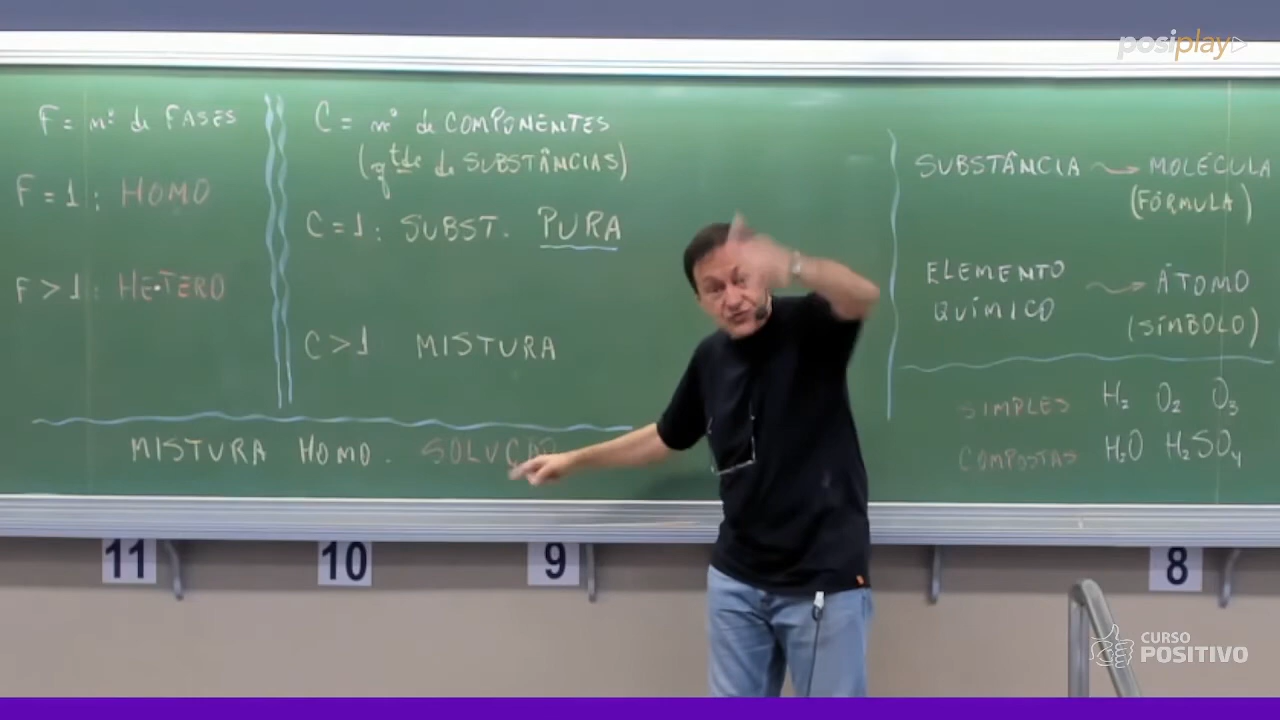 posiplay
F = nº de FASES
F = 1 : HOMO
F > 1 : HETERO
C = nº de COMPONENTES
(qtde de SUBSTÂNCIAS)
C = 1 : SUBST. PURA
C > 1 MISTURA
MISTURA HOMO. SOLUÇÃO
SUBSTÂNCIA MOLÉCULA
(FÓRMULA)
ELEMENTO
QUÍMICO ÁTOMO
(SÍMBOLO)
SIMPLES H₂ O₂ O₃
COMPOSTAS H₂O H₂SO₄
11 10 9 8
CURSO
POSITIVO